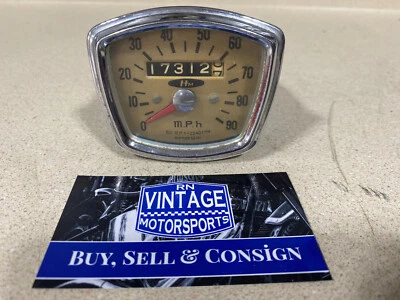 0 10 20 30 40 50 60 70 80 90
17312
m.P.h
RN
VINTAGE
MOTORSPORTS
BUY, SELL & CONSiGN